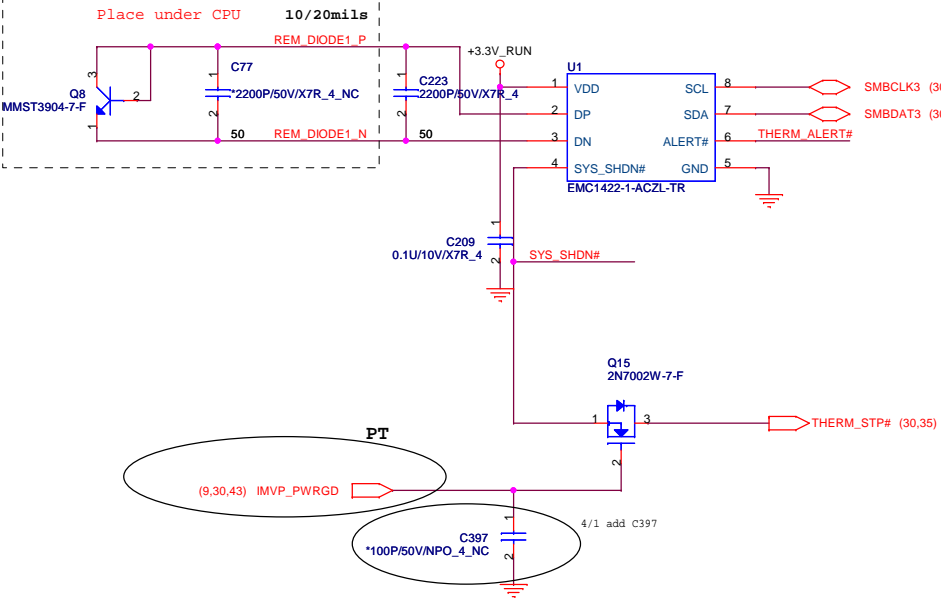 Place under CPU 10/20mils
REM_DIODE1_P
+3.3V_RUN
3
Q8
MMST3904-7-F
2
1
1
C77
*2200P/50V/X7R_4_NC
2
1
C223
2200P/50V/X7R_4
2
50 REM_DIODE1_N 50
U1
1 VDD SCL 8 SMBCLK3 (30
2 DP SDA 7 SMBDAT3 (30
3 DN ALERT# 6 THERM_ALERT#
4 SYS_SHDN# GND 5
EMC1422-1-ACZL-TR
1
C209
0.1U/10V/X7R_4
2
SYS_SHDN#
Q15
2N7002W-7-F
1 3 THERM_STP# (30,35)
2
PT
(9,30,43) IMVP_PWRGD
1
C397
*100P/50V/NPO_4_NC
2
4/1 add C397